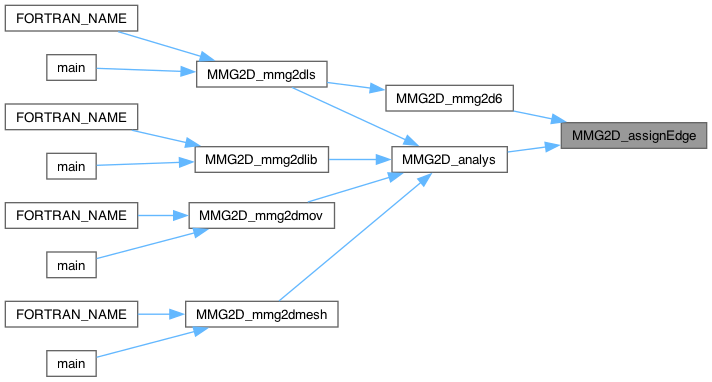 FORTRAN_NAME
main
MMG2D_mmg2dls
MMG2D_mmg2d6
FORTRAN_NAME
MMG2D_assignEdge
main
MMG2D_mmg2dlib
MMG2D_analys
FORTRAN_NAME
MMG2D_mmg2dmov
main
FORTRAN_NAME
MMG2D_mmg2dmesh
main